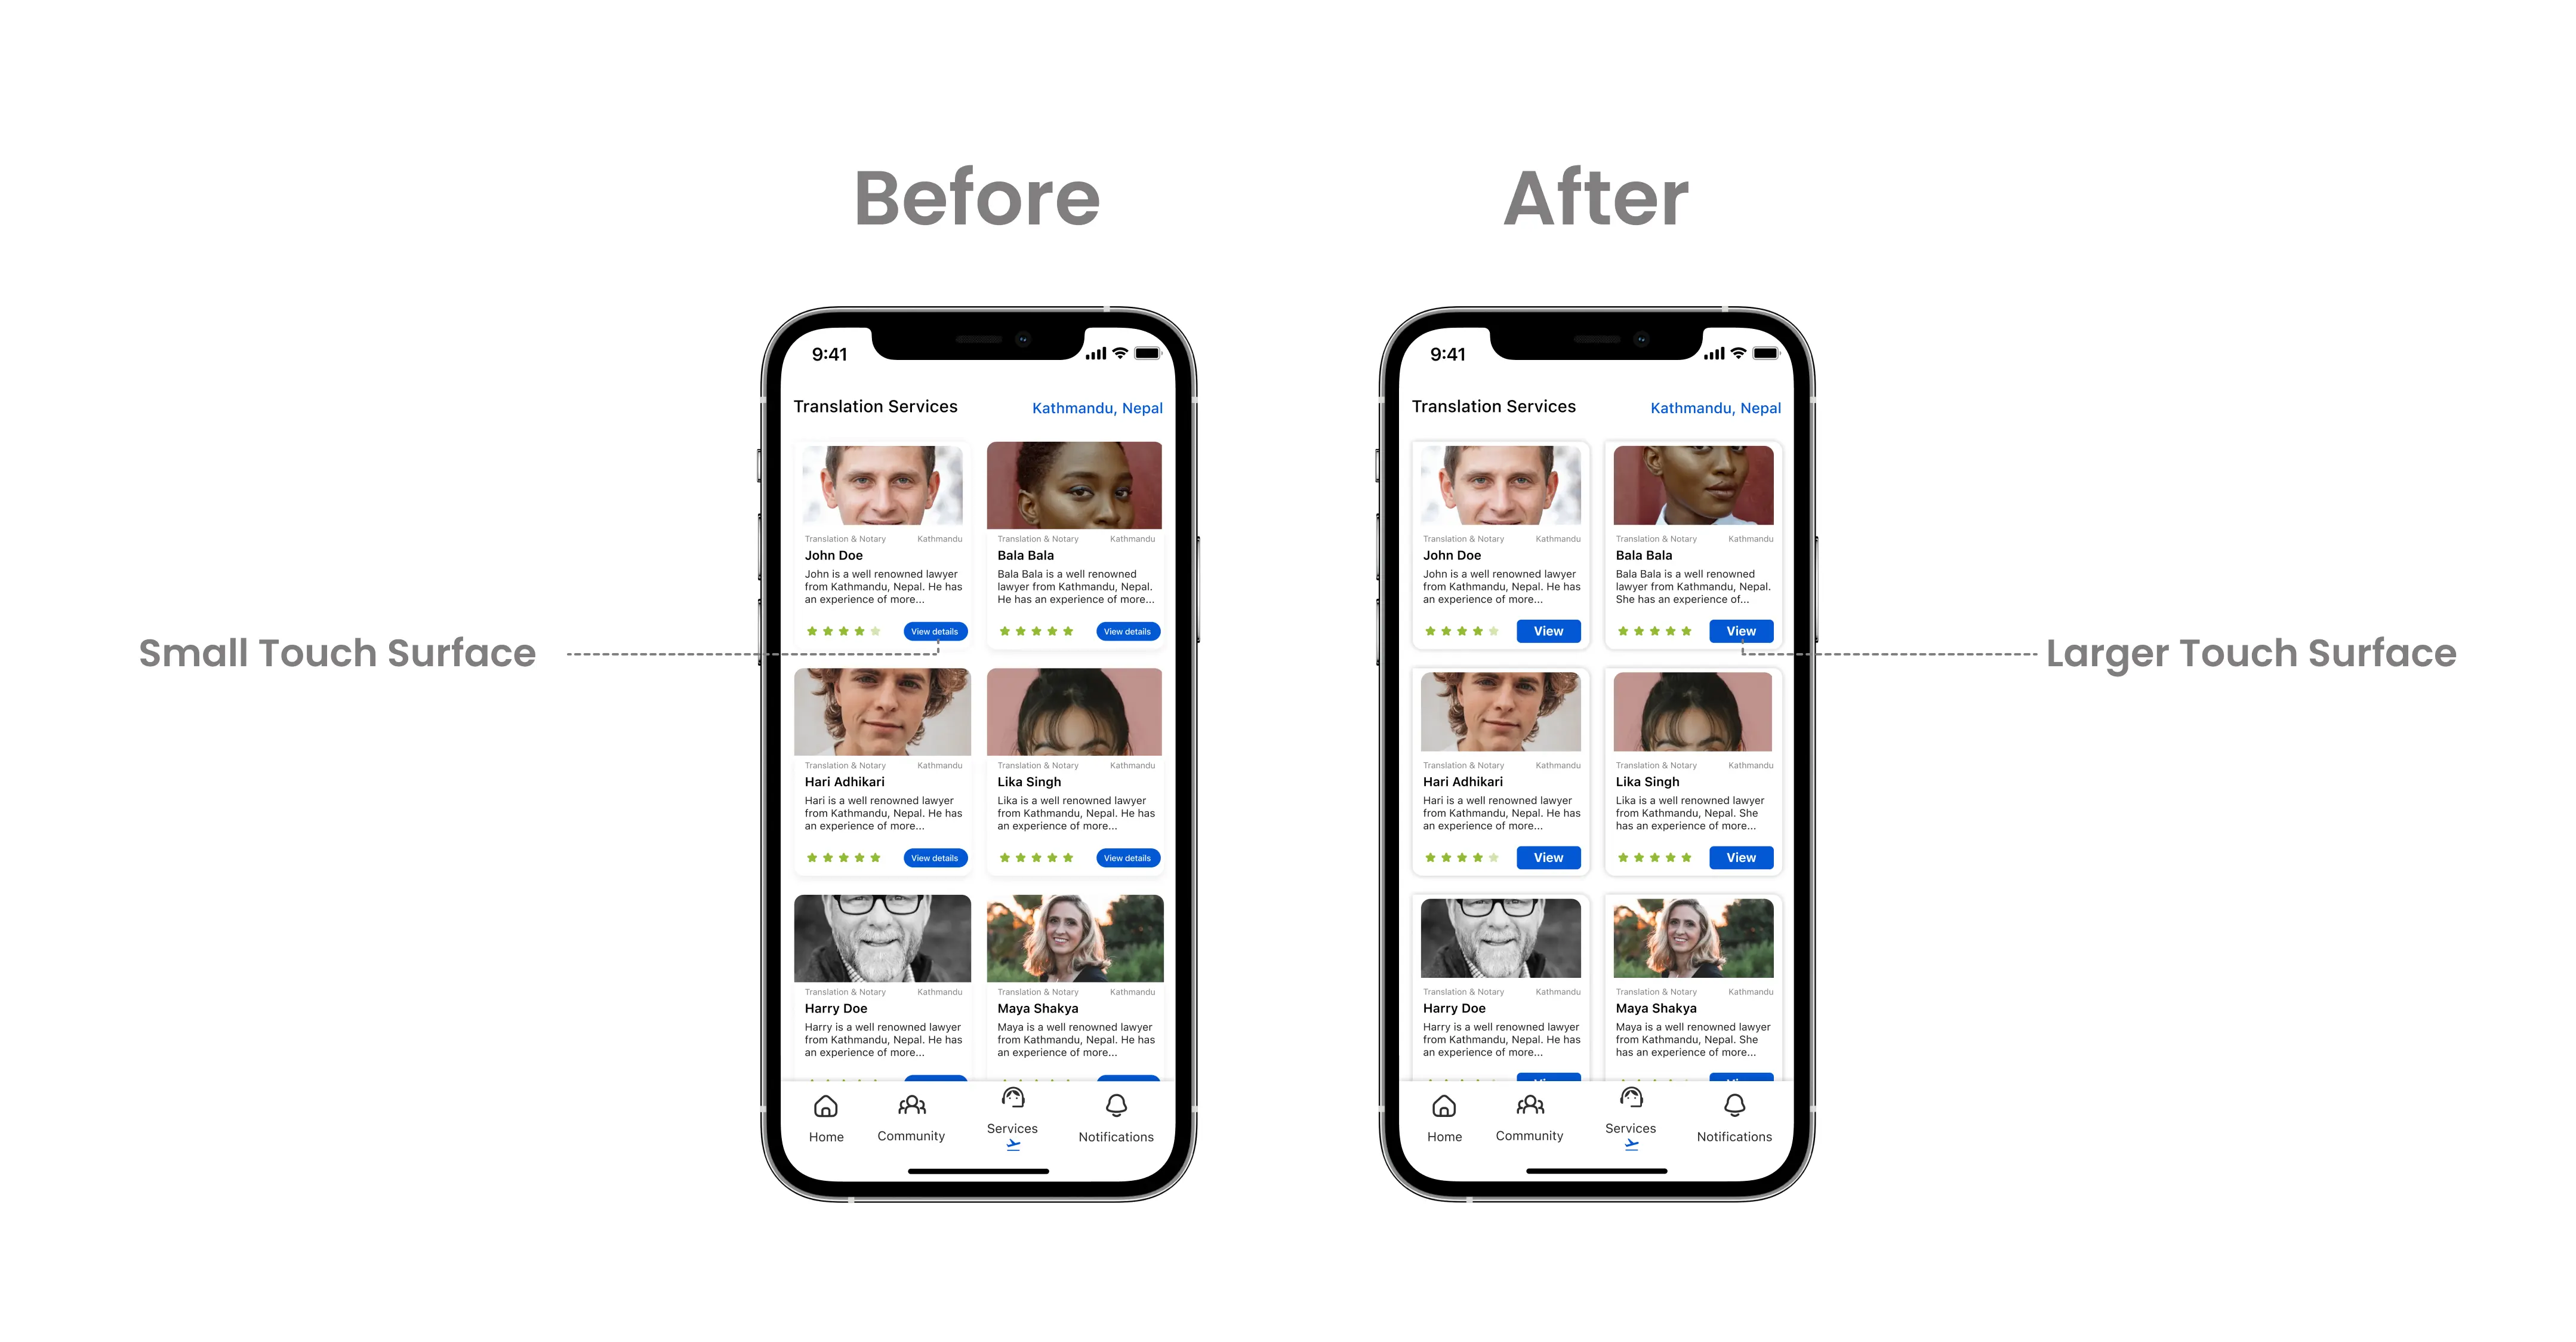 Before
After
9:41
Translation Services
Kathmandu, Nepal
Translation & Notary
Kathmandu
John Doe
John is a well renowned lawyer
from Kathmandu, Nepal. He has
an experience of more...
View details
Translation & Notary
Kathmandu
Bala Bala
Bala Bala is a well renowned
lawyer from Kathmandu, Nepal.
He has an experience of more...
View details
Small Touch Surface
Translation & Notary
Kathmandu
Hari Adhikari
Hari is a well renowned lawyer
from Kathmandu, Nepal. He has
an experience of more...
View details
Translation & Notary
Kathmandu
Lika Singh
Lika is a well renowned lawyer
from Kathmandu, Nepal. He has
an experience of more...
View details
Translation & Notary
Kathmandu
Harry Doe
Harry is a well renowned lawyer
from Kathmandu, Nepal. He has
an experience of more...
Translation & Notary
Kathmandu
Maya Shakya
Maya is a well renowned lawyer
from Kathmandu, Nepal. He has
an experience of more...
Home
Community
Services
Notifications
9:41
Translation Services
Kathmandu, Nepal
Translation & Notary
Kathmandu
John Doe
John is a well renowned lawyer
from Kathmandu, Nepal. He has
an experience of more...
View
Translation & Notary
Kathmandu
Bala Bala
Bala Bala is a well renowned
lawyer from Kathmandu, Nepal.
She has an experience of...
View
Larger Touch Surface
Translation & Notary
Kathmandu
Hari Adhikari
Hari is a well renowned lawyer
from Kathmandu, Nepal. He has
an experience of more...
View
Translation & Notary
Kathmandu
Lika Singh
Lika is a well renowned lawyer
from Kathmandu, Nepal. She
has an experience of more...
View
Translation & Notary
Kathmandu
Harry Doe
Harry is a well renowned lawyer
from Kathmandu, Nepal. He has
an experience of more...
Translation & Notary
Kathmandu
Maya Shakya
Maya is a well renowned lawyer
from Kathmandu, Nepal. She
has an experience of more...
Home
Community
Services
Notifications